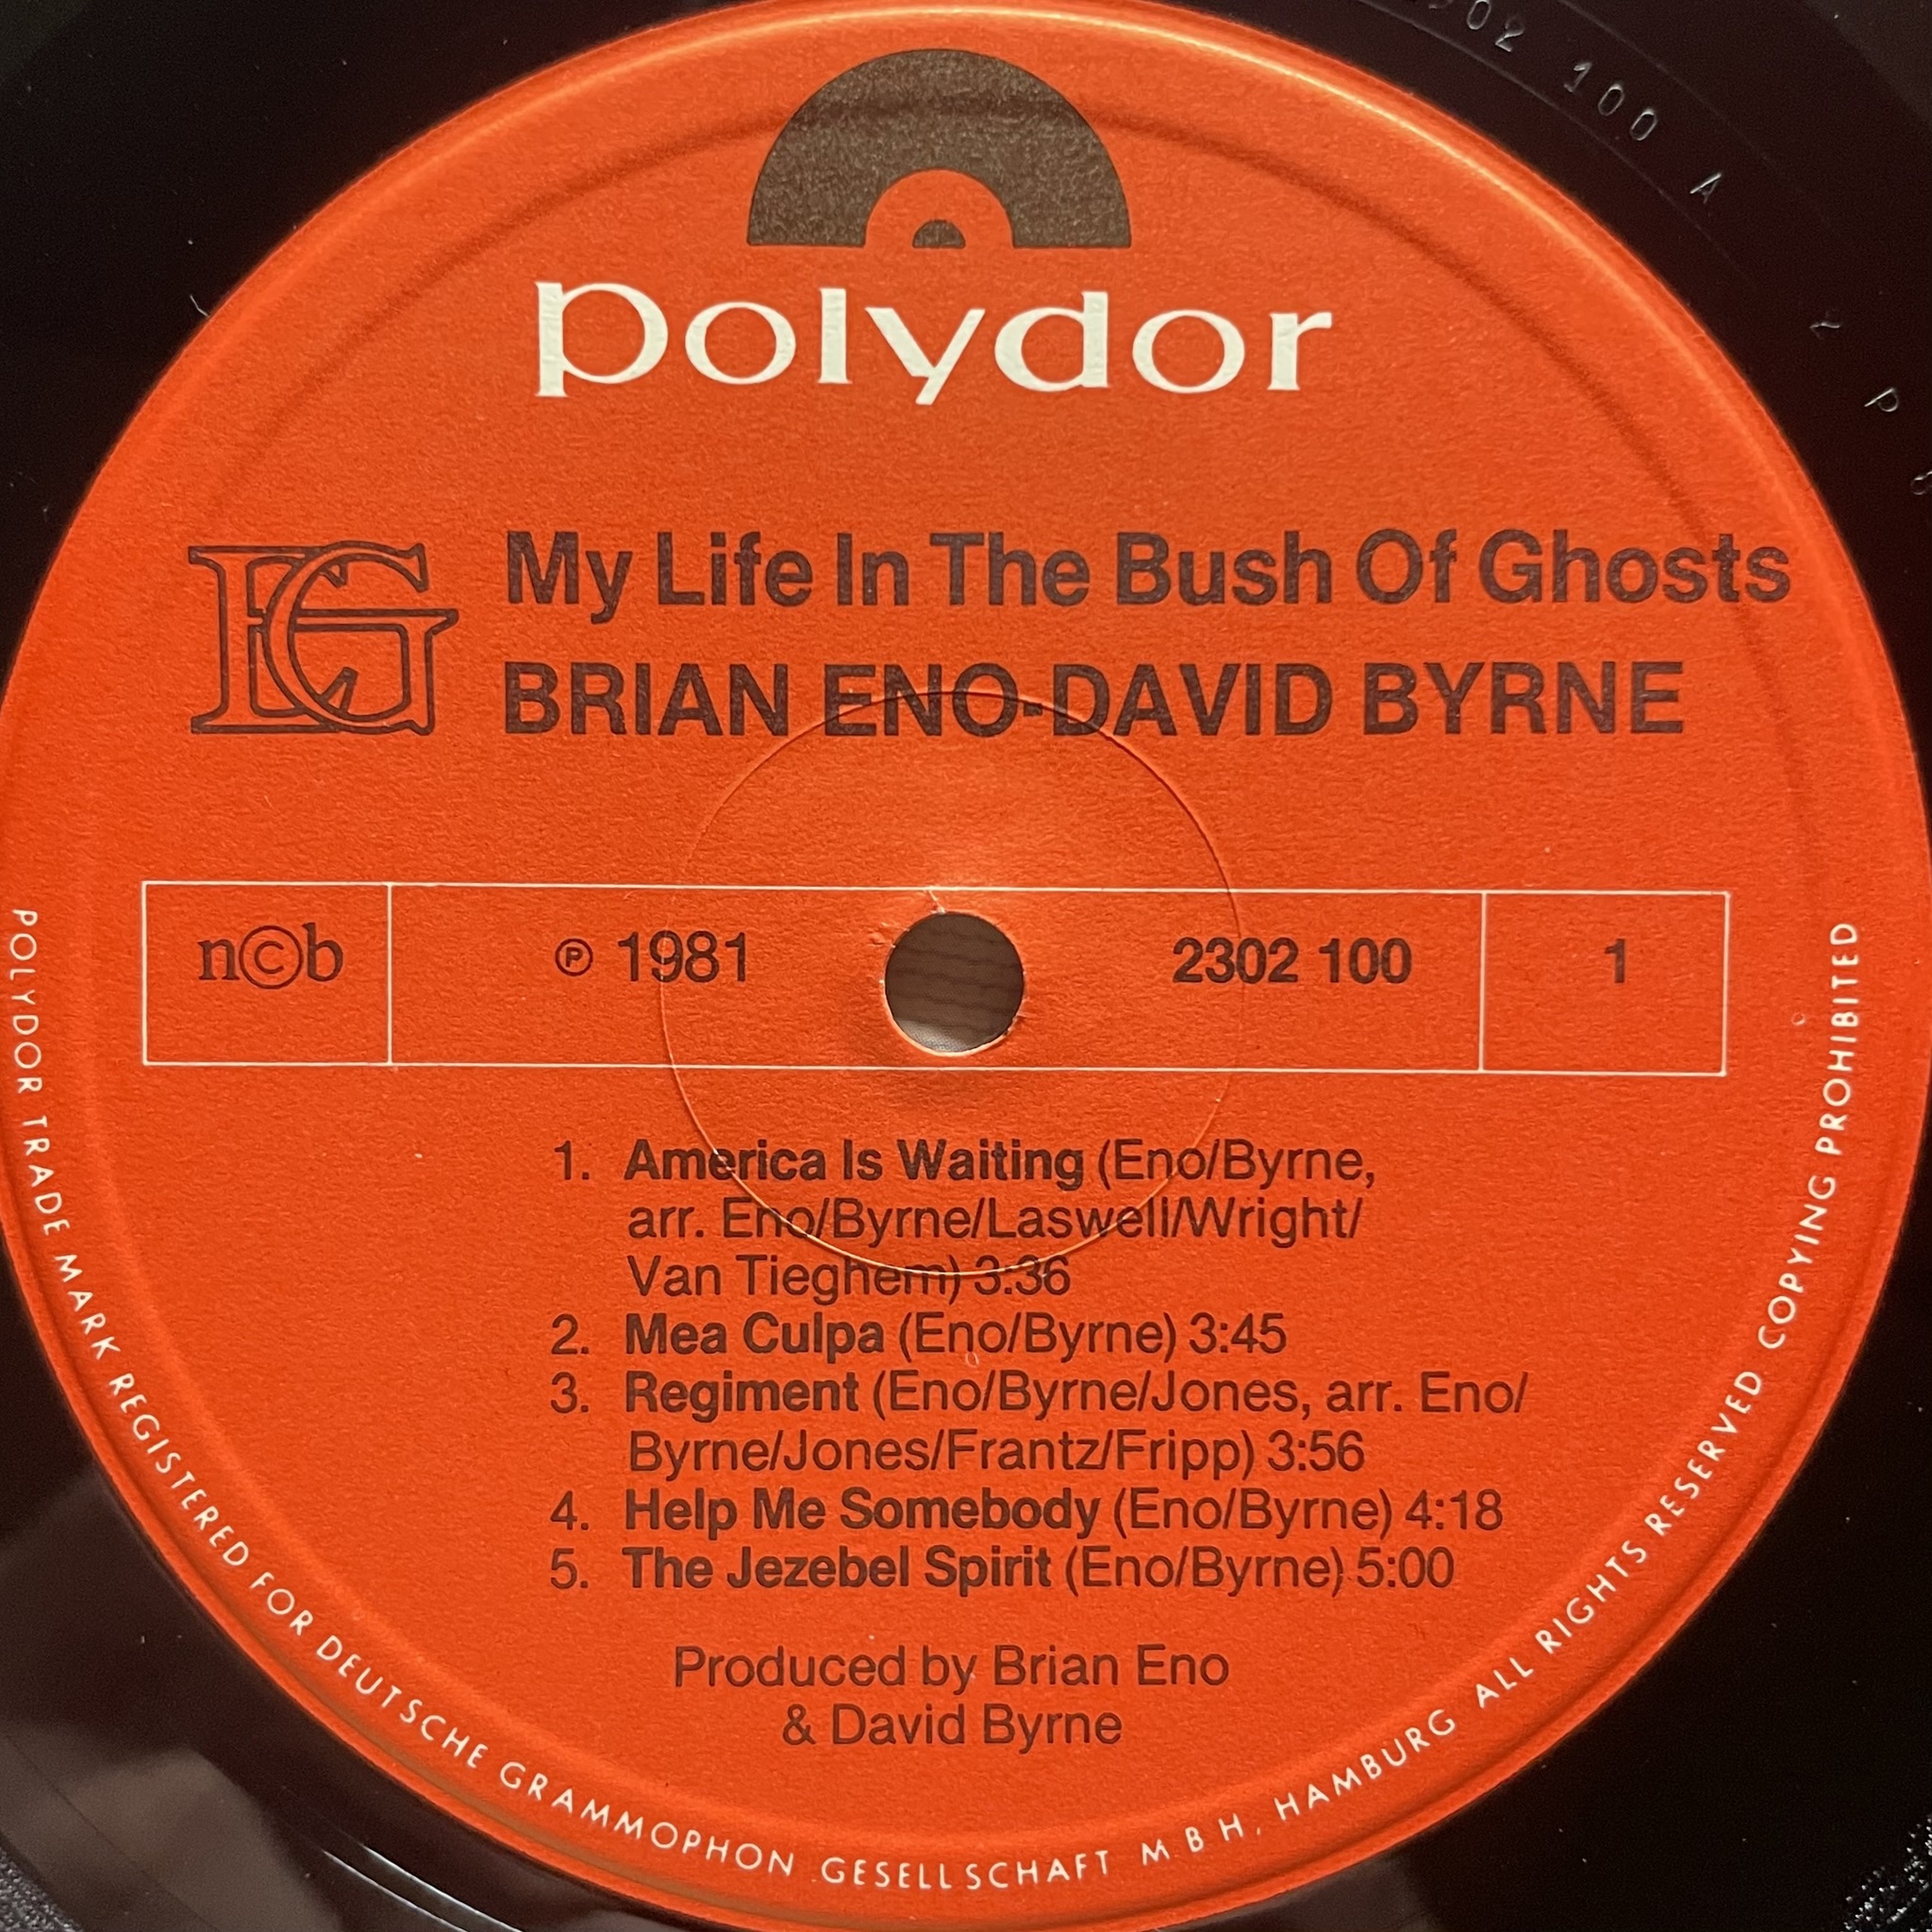 2302 100 A
polydor
EG
My Life In The Bush Of Ghosts
BRIAN ENO-DAVID BYRNE
n©b
℗ 1981
2302 100
1
1. America Is Waiting (Eno/Byrne,
arr. Eno/Byrne/Laswell/Wright/
Van Tieghem) 3:36
2. Mea Culpa (Eno/Byrne) 3:45
3. Regiment (Eno/Byrne/Jones, arr. Eno/
Byrne/Jones/Frantz/Fripp) 3:56
4. Help Me Somebody (Eno/Byrne) 4:18
5. The Jezebel Spirit (Eno/Byrne) 5:00
Produced by Brian Eno
& David Byrne
POLYDOR TRADE MARK REGISTERED FOR DEUTSCHE GRAMMOPHON GESELLSCHAFT M B H, HAMBURG ALL RIGHTS RESERVED COPYING PROHIBITED